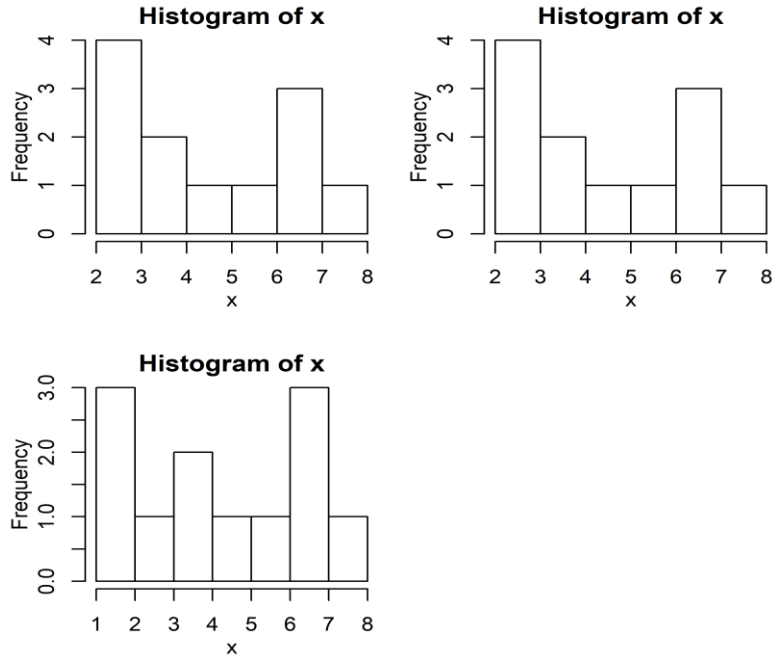 Histogram of x
Frequency
0 1 2 3 4
2 3 4 5 6 7 8
x
Histogram of x
Frequency
0 1 2 3 4
2 3 4 5 6 7 8
x
Histogram of x
Frequency
0.0 1.0 2.0 3.0
1 2 3 4 5 6 7 8
x